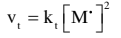 vₜ = kₜ[M•]²